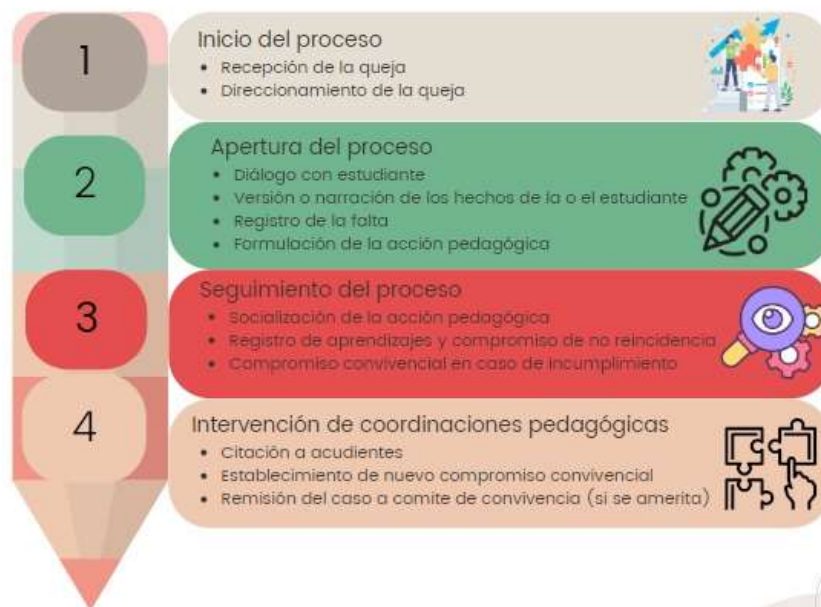 1
Inicio del proceso
• Recepción de la queja
• Direccionamiento de la queja
2
Apertura del proceso
• Diálogo con estudiante
• Versión o narración de los hechos de la o el estudiante
• Registro de la falta
• Formulación de la acción pedagógica
3
Seguimiento del proceso
• Socialización de la acción pedagógica
• Registro de aprendizajes y compromiso de no reincidencia
• Compromiso convivencial en caso de incumplimiento
4
Intervención de coordinaciones pedagógicas
• Citación a acudientes
• Establecimiento de nuevo compromiso convivencial
• Remisión del caso a comite de convivencia (si se amerita)